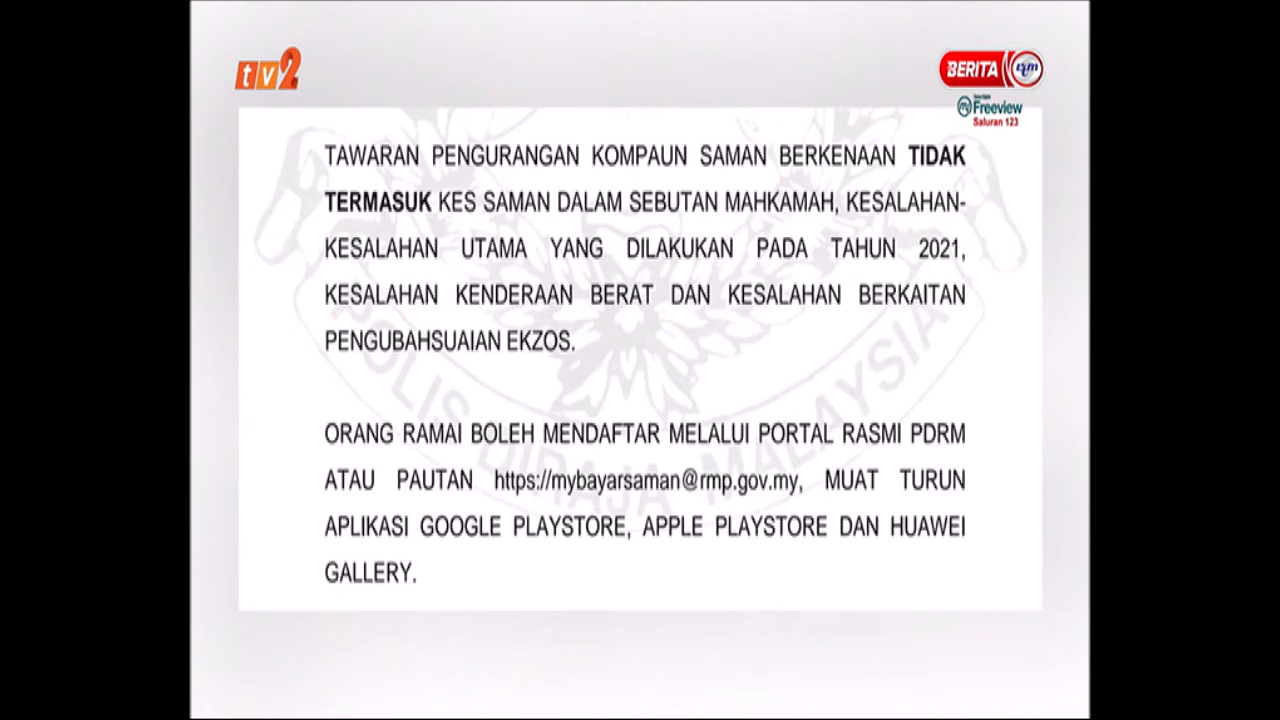 tv2
BERITA rtm
Freeview
Saluran 123
TAWARAN PENGURANGAN KOMPAUN SAMAN BERKENAAN TIDAK
TERMASUK KES SAMAN DALAM SEBUTAN MAHKAMAH, KESALAHAN-
KESALAHAN UTAMA YANG DILAKUKAN PADA TAHUN 2021,
KESALAHAN KENDERAAN BERAT DAN KESALAHAN BERKAITAN
PENGUBAHSUAIAN EKZOS.
ORANG RAMAI BOLEH MENDAFTAR MELALUI PORTAL RASMI PDRM
ATAU PAUTAN https://mybayarsaman@rmp.gov.my, MUAT TURUN
APLIKASI GOOGLE PLAYSTORE, APPLE PLAYSTORE DAN HUAWEI
GALLERY.
POLIS DIRAJA MALAYSIA